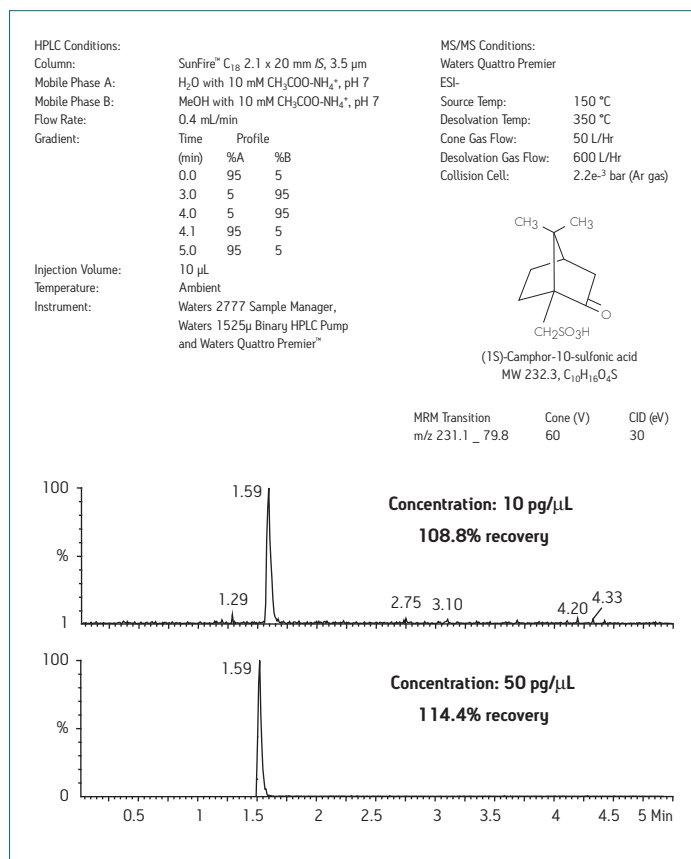 HPLC Conditions:
Column: SunFire™ C18 2.1 x 20 mm IS, 3.5 µm
Mobile Phase A: H2O with 10 mM CH3COO-NH4+, pH 7
Mobile Phase B: MeOH with 10 mM CH3COO-NH4+, pH 7
Flow Rate: 0.4 mL/min
Gradient: Time Profile
(min) %A %B
0.0 95 5
3.0 5 95
4.0 5 95
4.1 95 5
5.0 95 5
Injection Volume: 10 µL
Temperature: Ambient
Instrument: Waters 2777 Sample Manager,
Waters 1525µ Binary HPLC Pump
and Waters Quattro Premier™
MS/MS Conditions:
Waters Quattro Premier
ESI-
Source Temp: 150 °C
Desolvation Temp: 350 °C
Cone Gas Flow: 50 L/Hr
Desolvation Gas Flow: 600 L/Hr
Collision Cell: 2.2e-3 bar (Ar gas)
CH3 CH3
O
CH2SO3H
(1S)-Camphor-10-sulfonic acid
MW 232.3, C10H16O4S
MRM Transition Cone (V) CID (eV)
m/z 231.1 _ 79.8 60 30
100
%
1
1.59
1.29
2.75
3.10
4.20
4.33
Concentration: 10 pg/µL
108.8% recovery
100
%
0
1.59
Concentration: 50 pg/µL
114.4% recovery
0.5 1 1.5 2 2.5 3 3.5 4 4.5 5 Min